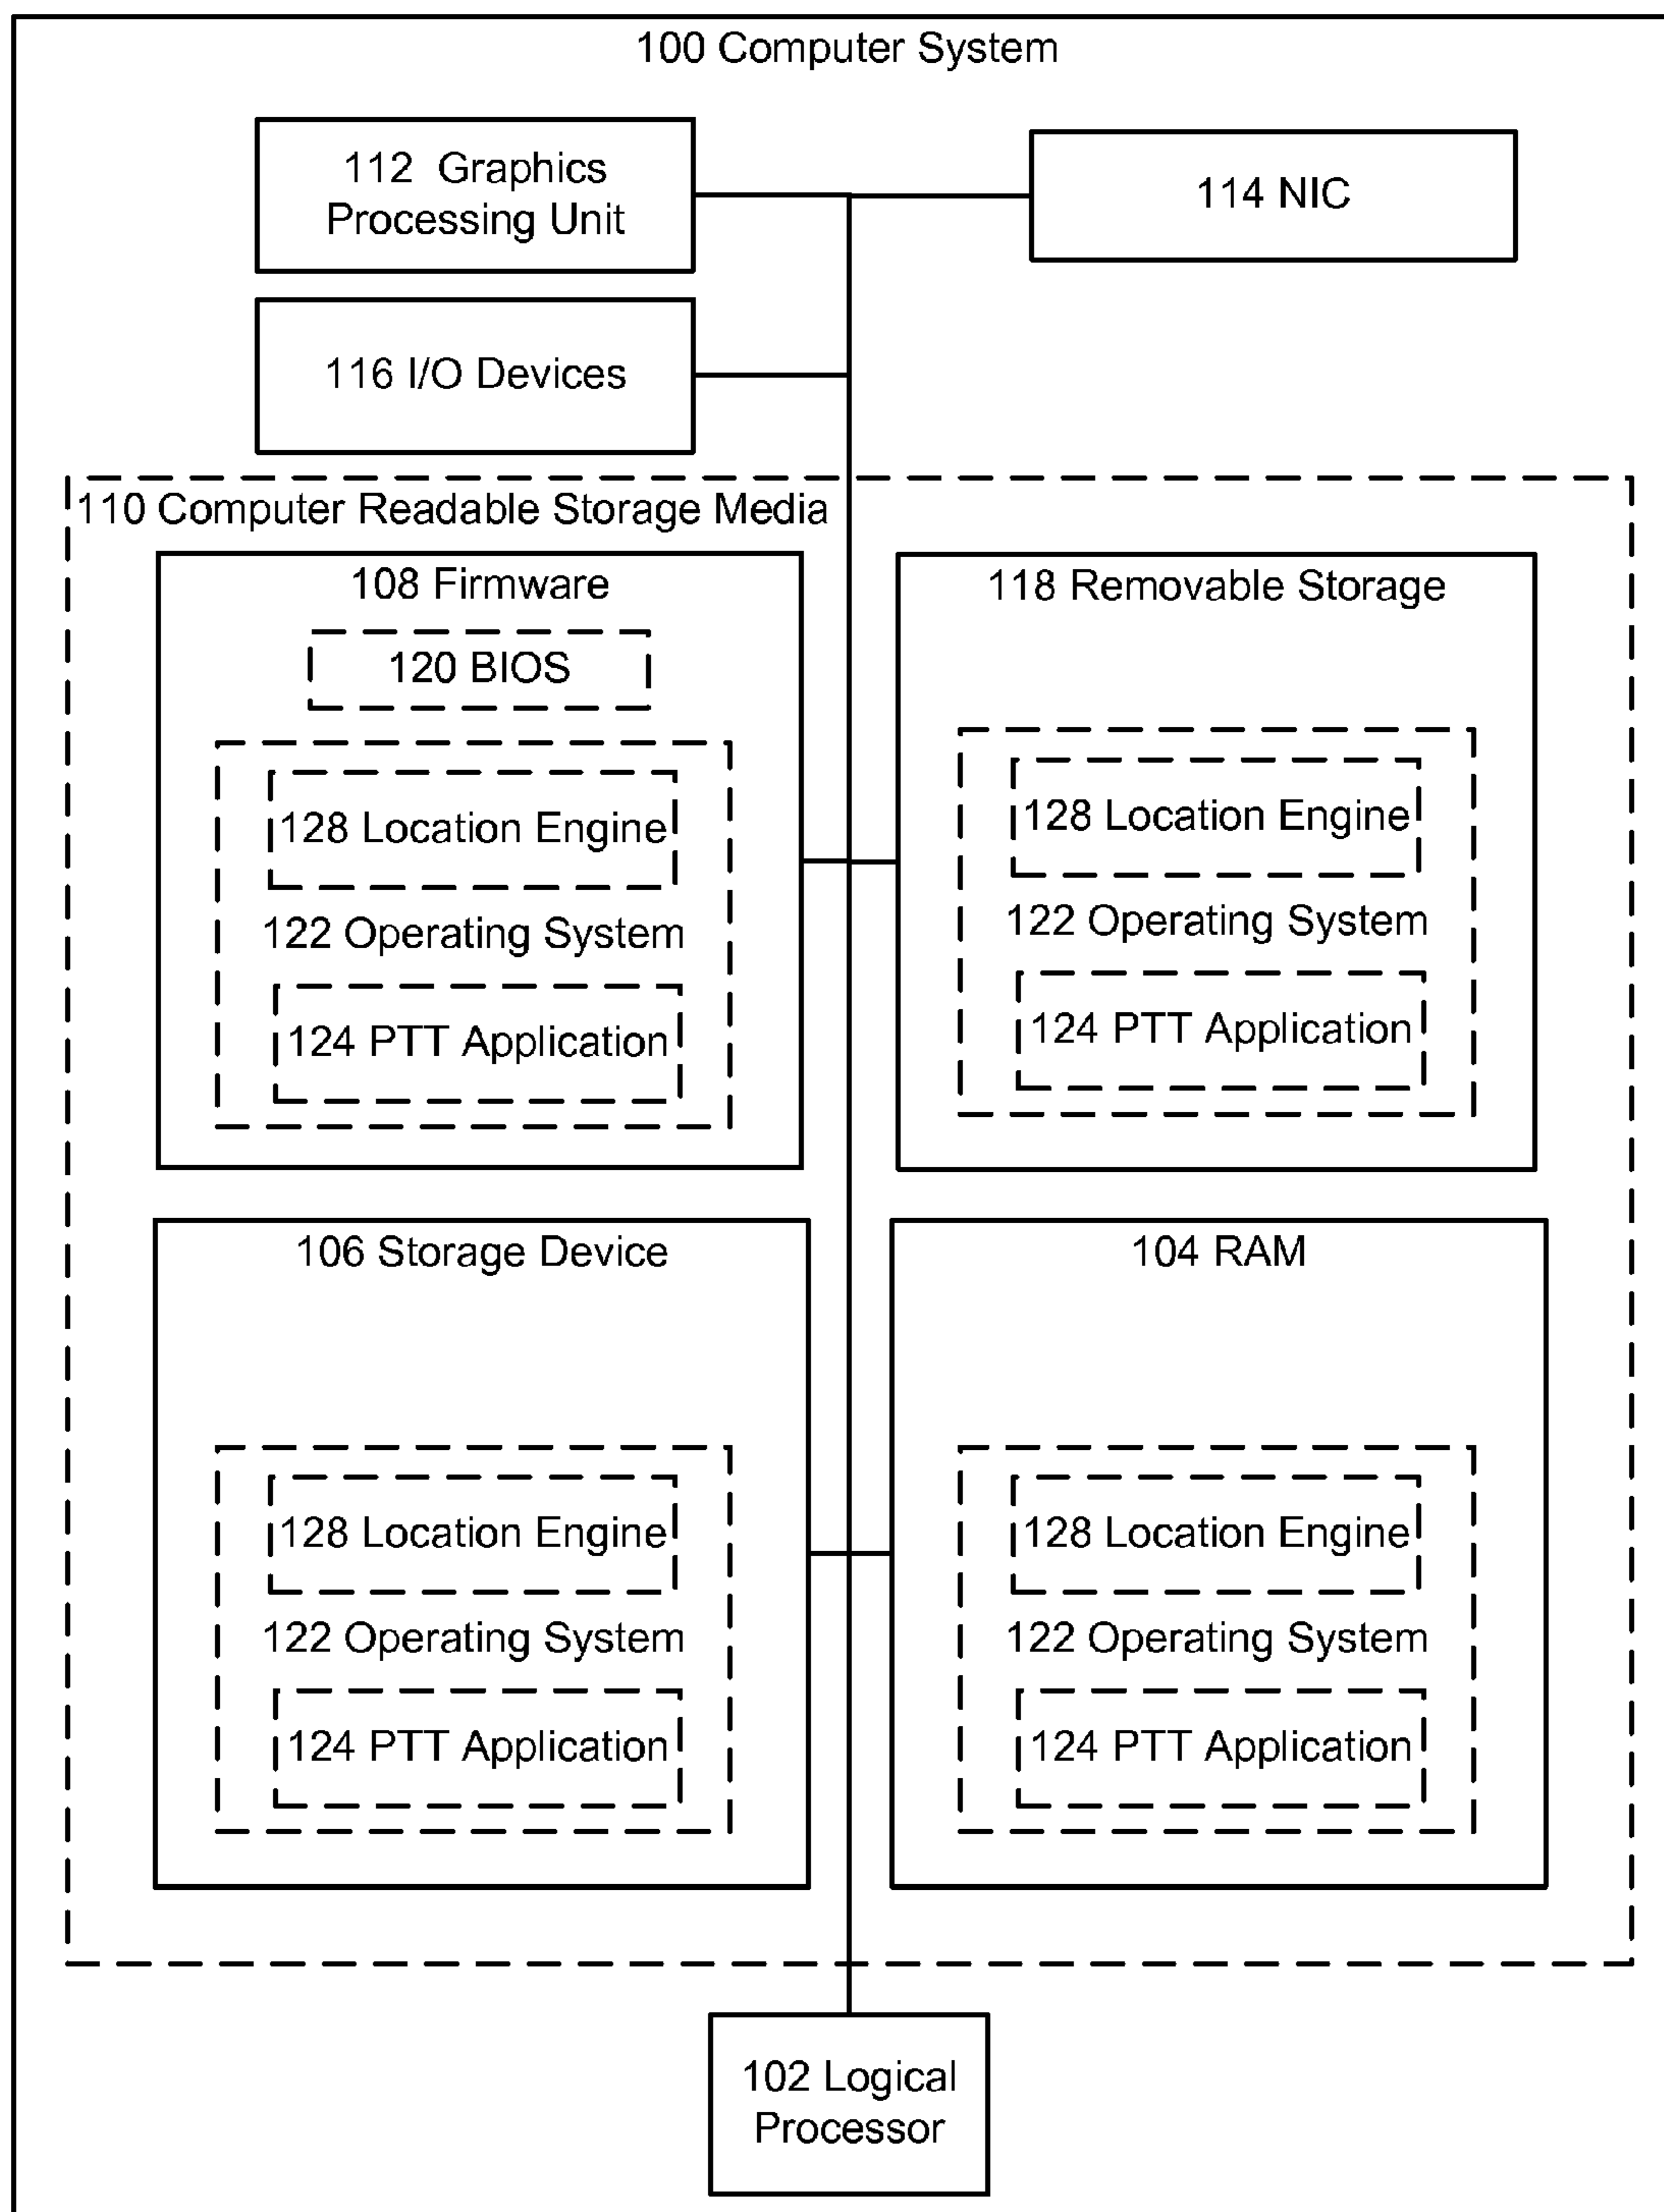 100 Computer System
112 Graphics
Processing Unit
114 NIC
116 I/O Devices
110 Computer Readable Storage Media
108 Firmware
120 BIOS
128 Location Engine
122 Operating System
124 PTT Application
118 Removable Storage
128 Location Engine
122 Operating System
124 PTT Application
106 Storage Device
128 Location Engine
122 Operating System
124 PTT Application
104 RAM
128 Location Engine
122 Operating System
124 PTT Application
102 Logical
Processor